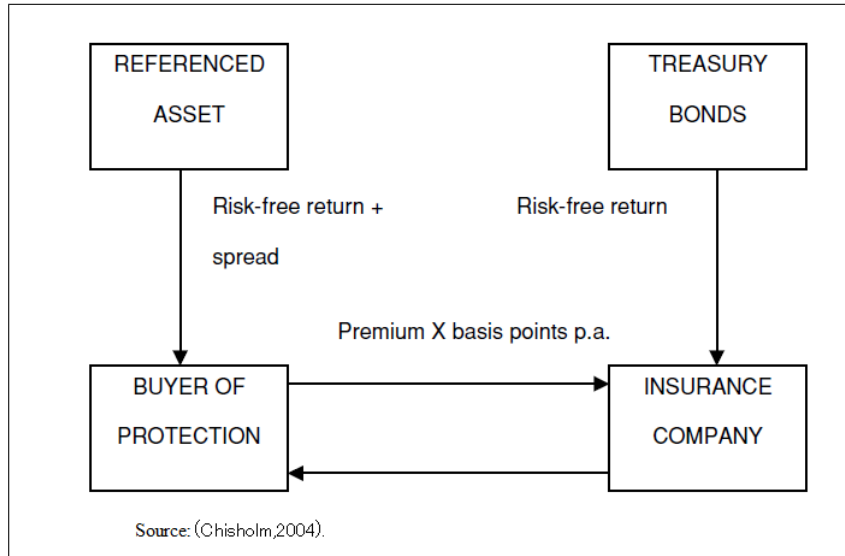 REFERENCED
ASSET
TREASURY
BONDS
Risk-free return +
spread
Risk-free return
Premium X basis points p.a.
BUYER OF
PROTECTION
INSURANCE
COMPANY
Source: (Chisholm,2004).